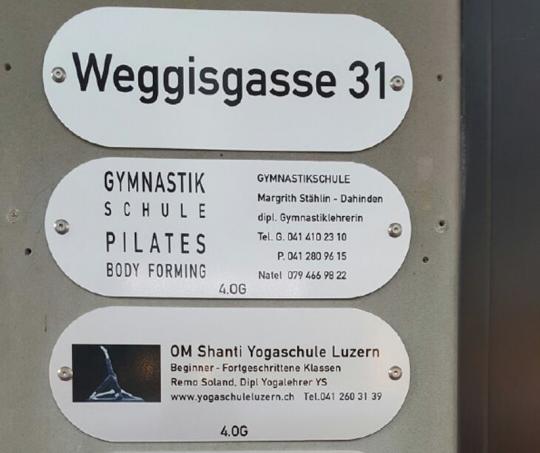 Weggisgasse 31
GYMNASTIK
SCHULE
PILATES
BODY FORMING
GYMNASTIKSCHULE
Margrith Stählin - Dahinden
dipl. Gymnastiklehrerin
Tel. G. 041 410 23 10
P. 041 280 96 15
Natel 079 466 98 22
4.OG
OM Shanti Yogaschule Luzern
Beginner - Fortgeschrittene Klassen
Remo Soland, Dipl Yogalehrer YS
www.yogaschuleluzern.ch Tel.041 260 31 39
4.OG